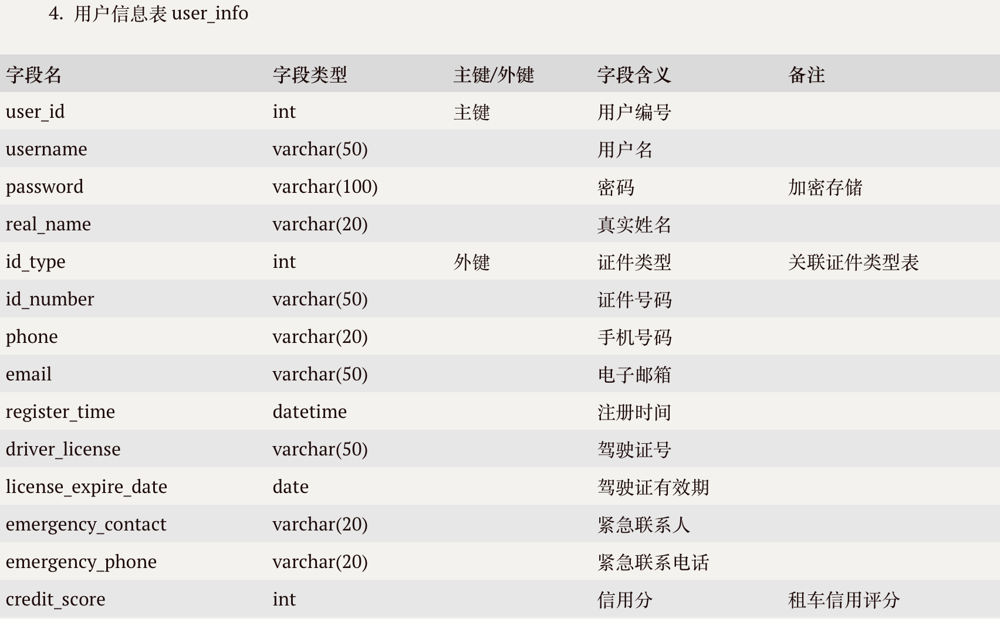 4. 用户信息表 user_info
字段名 字段类型 主键/外键 字段含义 备注
user_id int 主键 用户编号
username varchar(50) 用户名
password varchar(100) 密码 加密存储
real_name varchar(20) 真实姓名
id_type int 外键 证件类型 关联证件类型表
id_number varchar(50) 证件号码
phone varchar(20) 手机号码
email varchar(50) 电子邮箱
register_time datetime 注册时间
driver_license varchar(50) 驾驶证号
license_expire_date date 驾驶证有效期
emergency_contact varchar(20) 紧急联系人
emergency_phone varchar(20) 紧急联系电话
credit_score int 信用分 租车信用评分